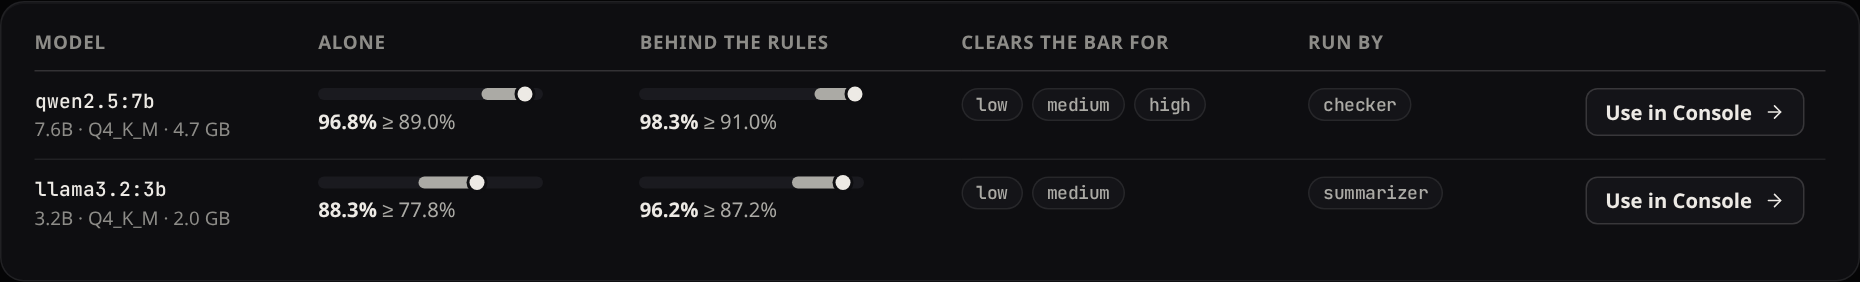 MODEL ALONE BEHIND THE RULES CLEARS THE BAR FOR RUN BY
qwen2.5:7b
7.6B · Q4_K_M · 4.7 GB
96.8% ≥ 89.0%
98.3% ≥ 91.0%
low medium high
checker
Use in Console →
llama3.2:3b
3.2B · Q4_K_M · 2.0 GB
88.3% ≥ 77.8%
96.2% ≥ 87.2%
low medium
summarizer
Use in Console →